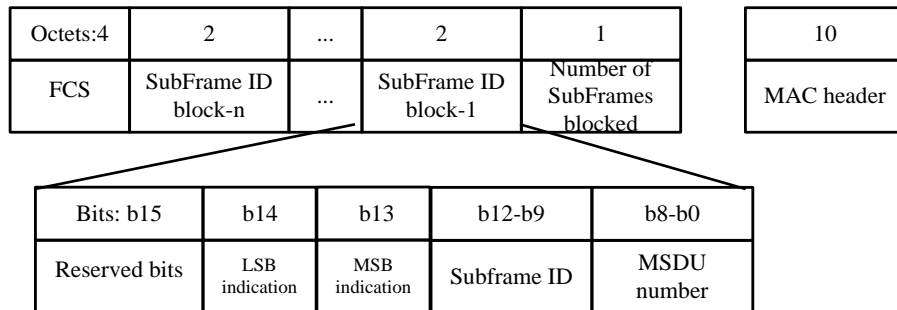 Octets:4 2 ... 2 1 10
FCS SubFrame ID block-n ... SubFrame ID block-1 Number of SubFrames blocked MAC header
Bits: b15 b14 b13 b12-b9 b8-b0
Reserved bits LSB indication MSB indication Subframe ID MSDU number